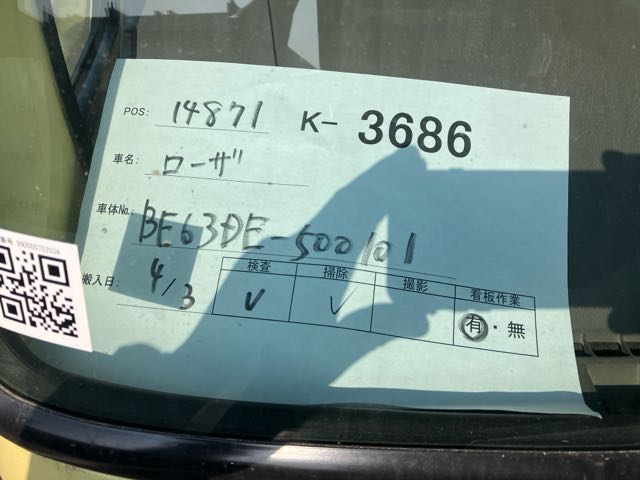 POS: 14871 K- 3686
車名: ローザ
車体No.: BE63DE-500101
搬入日: 4/3
検査 掃除 撮影 看板作業
V V 有・無